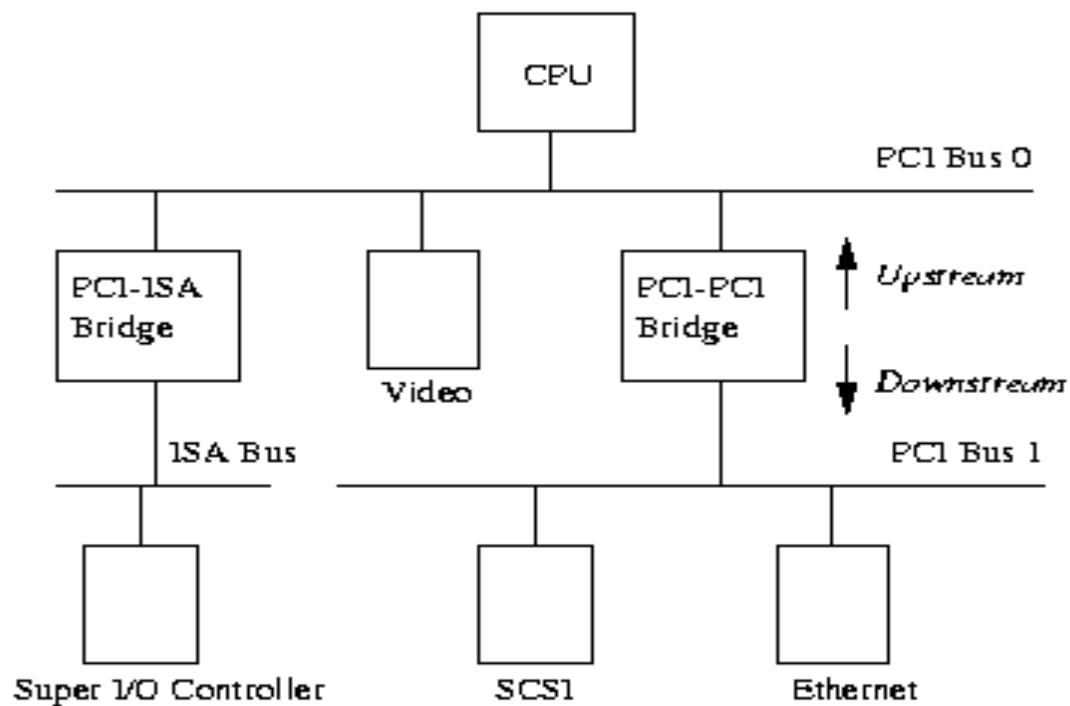 CPU
PCI Bus 0
PCI-ISA
Bridge
Video
PCI-PCI
Bridge
Upstream
Downstream
ISA Bus
PCI Bus 1
Super I/O Controller
SCSI
Ethernet